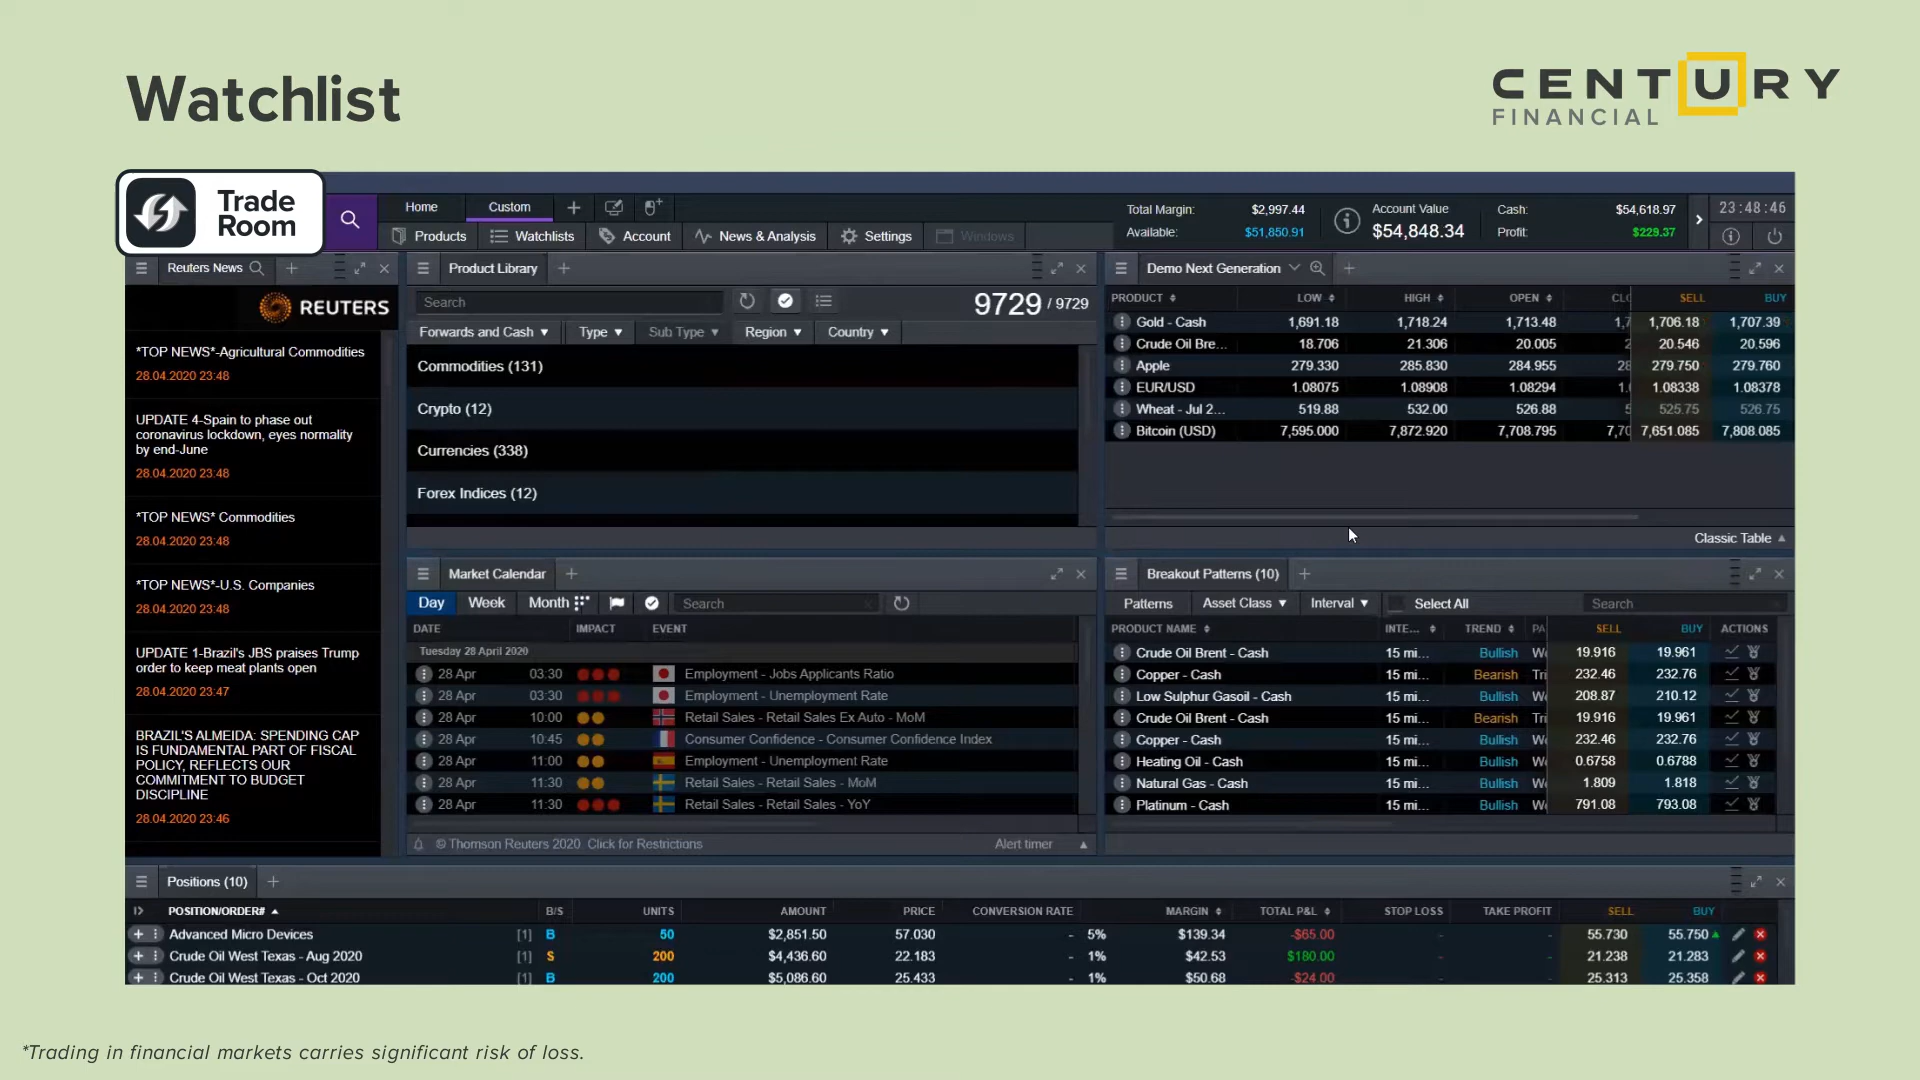 Watchlist
CENTURY
FINANCIAL
Trade
Room
Home
Custom
Products
Watchlists
Account
News & Analysis
Settings
Windows
Total Margin: $2,997.44
Available: $51,850.91
Account Value
$54,848.34
Cash: $54,618.97
Profit: $229.37
23:48:46
Reuters News
REUTERS
*TOP NEWS*-Agricultural Commodities
28.04.2020 23:48
UPDATE 4-Spain to phase out
coronavirus lockdown, eyes normality
by end-June
28.04.2020 23:48
*TOP NEWS* Commodities
28.04.2020 23:48
*TOP NEWS*-U.S. Companies
28.04.2020 23:48
UPDATE 1-Brazil's JBS praises Trump
order to keep meat plants open
28.04.2020 23:47
BRAZIL'S ALMEIDA: SPENDING CAP
IS FUNDAMENTAL PART OF FISCAL
POLICY, REFLECTS OUR
COMMITMENT TO BUDGET
DISCIPLINE
28.04.2020 23:46
Product Library
Search
9729 / 9729
Forwards and Cash Type Sub Type Region Country
Commodities (131)
Crypto (12)
Currencies (338)
Forex Indices (12)
Demo Next Generation
PRODUCT LOW HIGH OPEN CLO SELL BUY
Gold - Cash 1,691.18 1,718.24 1,713.48 1,7 1,706.18 1,707.39
Crude Oil Bre... 18.706 21.306 20.005 2 20.546 20.596
Apple 279.330 285.830 284.955 28 279.750 279.760
EUR/USD 1.08075 1.08908 1.08294 1.0 1.08338 1.08378
Wheat - Jul 2... 519.88 532.00 526.88 5 525.75 526.75
Bitcoin (USD) 7,595.000 7,872.920 7,708.795 7,70 7,651.085 7,808.085
Classic Table
Market Calendar
Day Week Month Search
DATE IMPACT EVENT
Tuesday 28 April 2020
28 Apr 03:30 Employment - Jobs Applicants Ratio
28 Apr 03:30 Employment - Unemployment Rate
28 Apr 10:00 Retail Sales - Retail Sales Ex Auto - MoM
28 Apr 10:45 Consumer Confidence - Consumer Confidence Index
28 Apr 11:00 Employment - Unemployment Rate
28 Apr 11:30 Retail Sales - Retail Sales - MoM
28 Apr 11:30 Retail Sales - Retail Sales - YoY
© Thomson Reuters 2020 Click for Restrictions Alert timer
Breakout Patterns (10)
Patterns Asset Class Interval Select All Search
PRODUCT NAME INTE... TREND PA SELL BUY ACTIONS
Crude Oil Brent - Cash 15 mi... Bullish We 19.916 19.961
Copper - Cash 15 mi... Bearish Tri 232.46 232.76
Low Sulphur Gasoil - Cash 15 mi... Bullish We 208.87 210.12
Crude Oil Brent - Cash 15 mi... Bearish Tri 19.916 19.961
Copper - Cash 15 mi... Bullish We 232.46 232.76
Heating Oil - Cash 15 mi... Bullish We 0.6758 0.6788
Natural Gas - Cash 15 mi... Bullish We 1.809 1.818
Platinum - Cash 15 mi... Bullish We 791.08 793.08
Positions (10)
POSITION/ORDER# B/S UNITS AMOUNT PRICE CONVERSION RATE MARGIN TOTAL P&L STOP LOSS TAKE PROFIT SELL BUY
Advanced Micro Devices [1] B 50 $2,851.50 57.030 - 5% $139.34 -$65.00 - - 55.730 55.750
Crude Oil West Texas - Aug 2020 [1] S 200 $4,436.60 22.183 - 1% $42.53 $180.00 - - 21.238 21.283
Crude Oil West Texas - Oct 2020 [1] B 200 $5,086.60 25.433 - 1% $50.68 -$24.00 - - 25.313 25.358
*Trading in financial markets carries significant risk of loss.